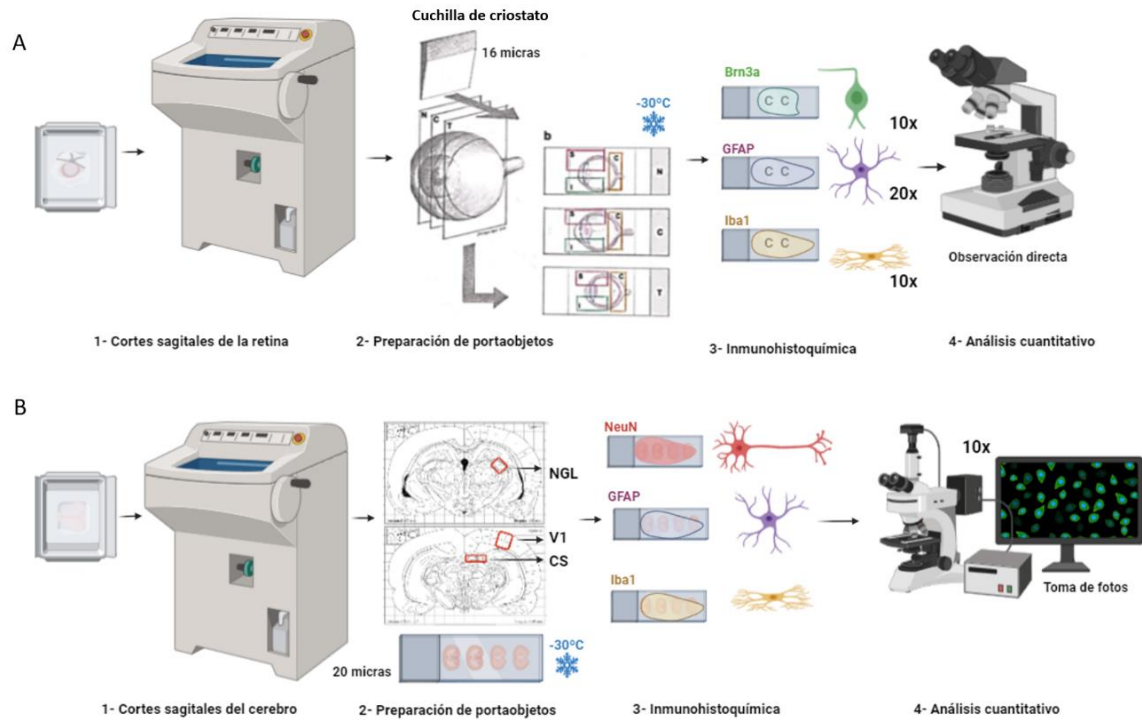 A
Cuchilla de criostato
16 micras
N C T
b
-30ºC
S
C
I
N
S
C
I
C
S
C
I
T
Brn3a
C C
10x
GFAP
C C
20x
Iba1
C C
10x
Observación directa
1- Cortes sagitales de la retina
2- Preparación de portaobjetos
3- Inmunohistoquímica
4- Análisis cuantitativo
B
NGL
V1
CS
20 micras
-30ºC
NeuN
GFAP
Iba1
10x
Toma de fotos
1- Cortes sagitales del cerebro
2- Preparación de portaobjetos
3- Inmunohistoquímica
4- Análisis cuantitativo